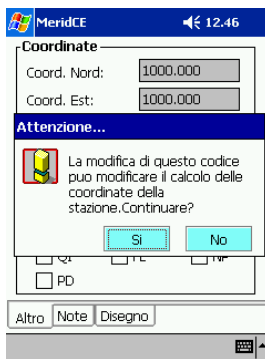 MeridCE 12.46
Coordinate
Coord. Nord: 1000.000
Coord. Est: 1000.000
Attenzione...
La modifica di questo codice
puo modificare il calcolo delle
coordinate della
stazione.Continuare?
Si No
PD
Altro Note Disegno